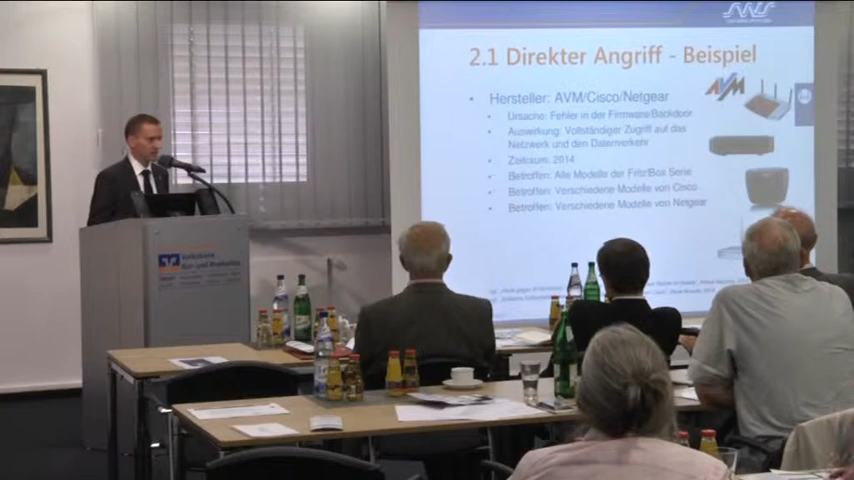 2.1 Direkter Angriff - Beispiel
• Hersteller: AVM/Cisco/Netgear
• Ursache: Fehler in der Firmware/Backdoor
• Auswirkung: Vollständiger Zugriff auf das
Netzwerk und den Datenverkehr
• Zeitraum: 2014
• Betroffen: Alle Modelle der Fritz!Box Serie
• Betroffen: Verschiedene Modelle von Cisco
• Betroffen: Verschiedene Modelle von Netgear
AVM
Volksbank